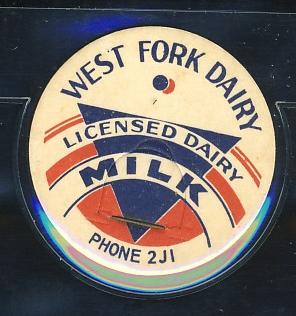 WEST FORK DAIRY
LICENSED DAIRY
MILK
PHONE 2J1